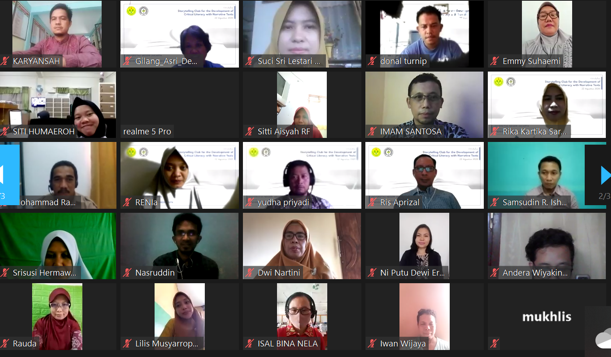 KARYANSAH
Gilang_Asri_De...
Suci Sri Lestari ...
donal turnip
Emmy Suhaemi
SITI HUMAEROH
realme 5 Pro
Sitti Aisyah RF
IMAM SANTOSA
Rika Kartika Sar...
ohammad Ra...
RENIa
yudha priyadi
Ris Aprizal
Samsudin R. Ish...
/3
2/3
Srisusi Hermaw...
Nasruddin
Dwi Nartini
Ni Putu Dewi Er...
Andera Wiyakin...
mukhlis
Rauda
Lilis Musyarrop...
ISAL BINA NELA
Iwan Wijaya